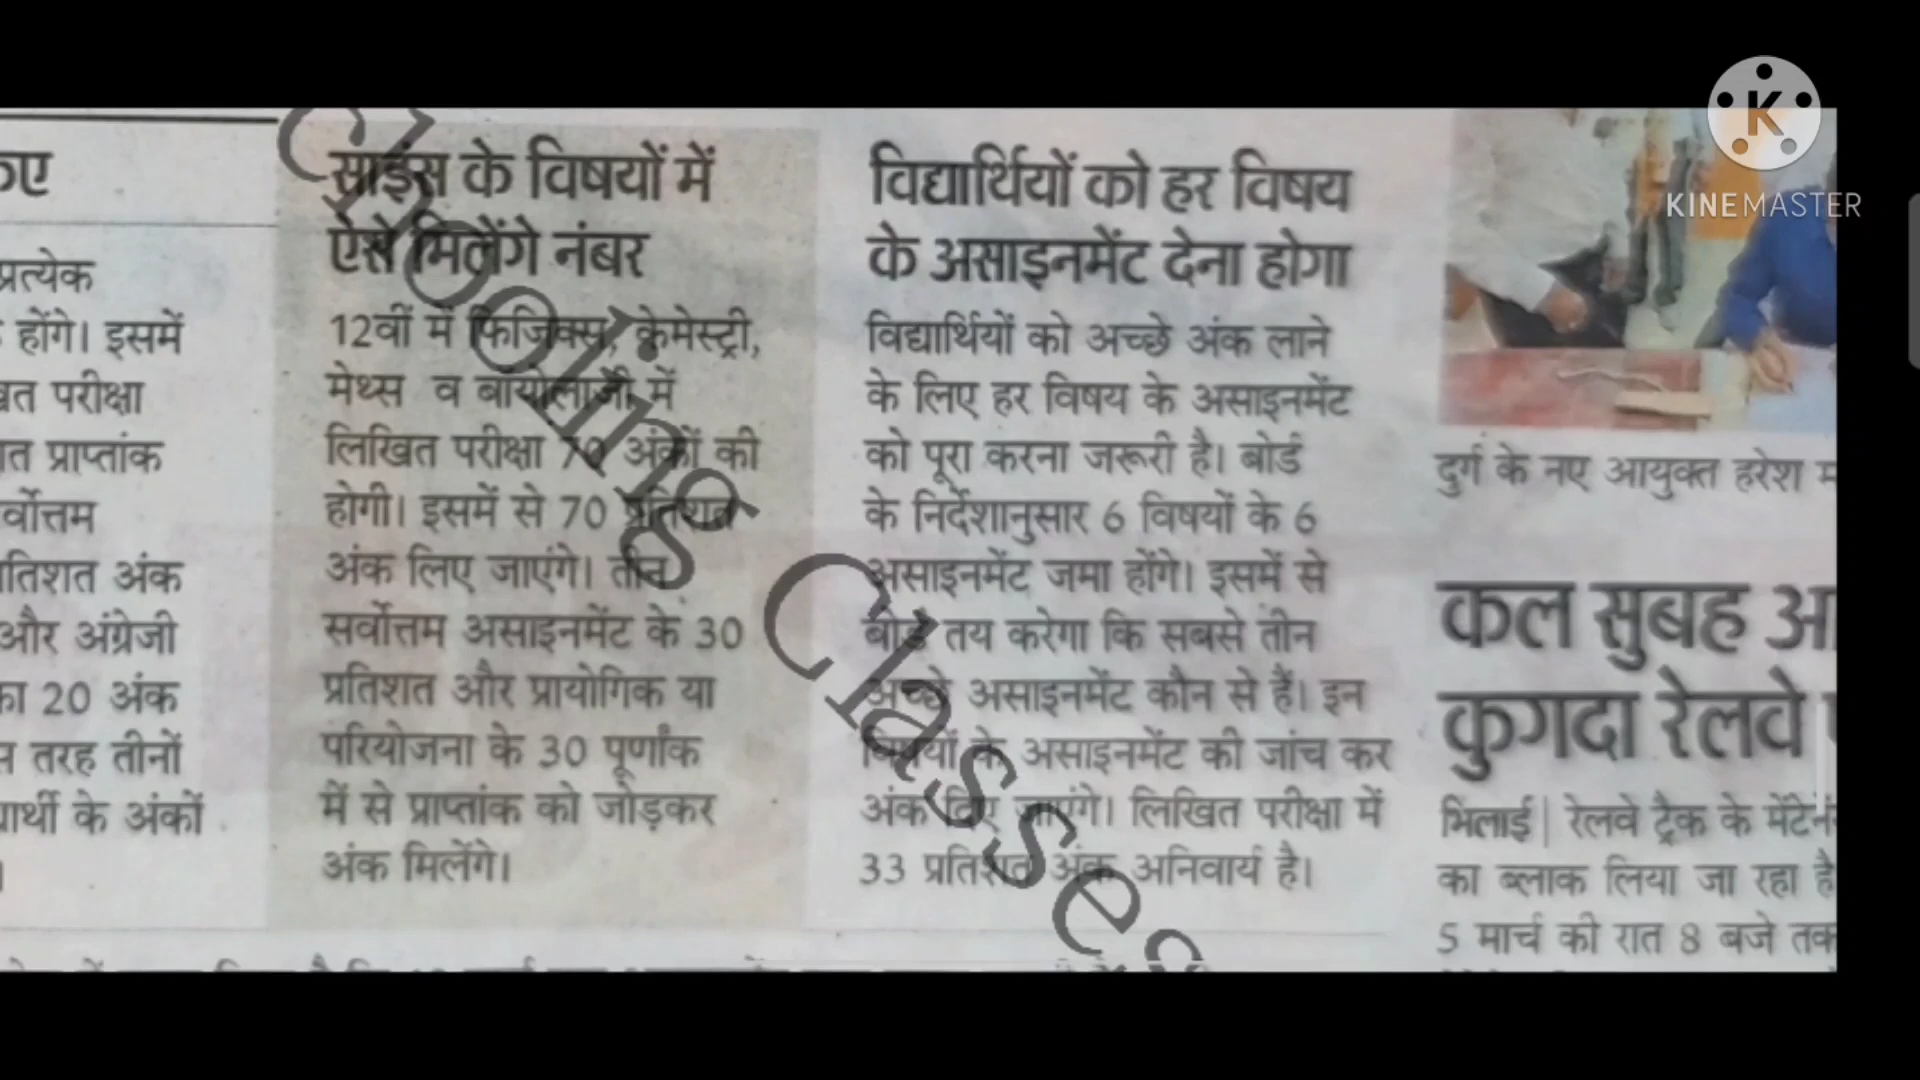 प्रत्येक
होंगे। इसमें
परीक्षा
प्राप्तांक
अंक
और अंग्रेजी
20 अंक
तरह तीनों
के अंकों
साइंस के विषयों में
ऐसे मिलेंगे नंबर
12वीं में फिजिक्स, केमेस्ट्री,
मेथ्स व बायोलाजी में
लिखित परीक्षा 70 अंकों की
होगी। इसमें से 70 प्रतिशत
अंक लिए जाएंगे। तीन
सर्वोत्तम असाइनमेंट के 30
प्रतिशत और प्रायोगिक या
परियोजना के 30 पूर्णांक
में से प्राप्तांक को जोड़कर
अंक मिलेंगे।
विद्यार्थियों को हर विषय
के असाइनमेंट देना होगा
विद्यार्थियों को अच्छे अंक लाने
के लिए हर विषय के असाइनमेंट
को पूरा करना जरूरी है। बोर्ड
के निर्देशानुसार 6 विषयों के 6
असाइनमेंट जमा होंगे। इसमें से
बोर्ड तय करेगा कि सबसे तीन
अच्छे असाइनमेंट कौन से हैं। इन
विषयों के असाइनमेंट की जांच कर
अंक दिए जाएंगे। लिखित परीक्षा में
33 प्रतिशत अंक अनिवार्य है।
दुर्ग के नए आयुक्त हरेश
कल सुबह
कुगदा रेलवे
भिलाई| रेलवे ट्रैक के
का ब्लाक लिया जा रहा है
5 मार्च की रात 8 बजे तक
chooling Classes
KINEMASTER